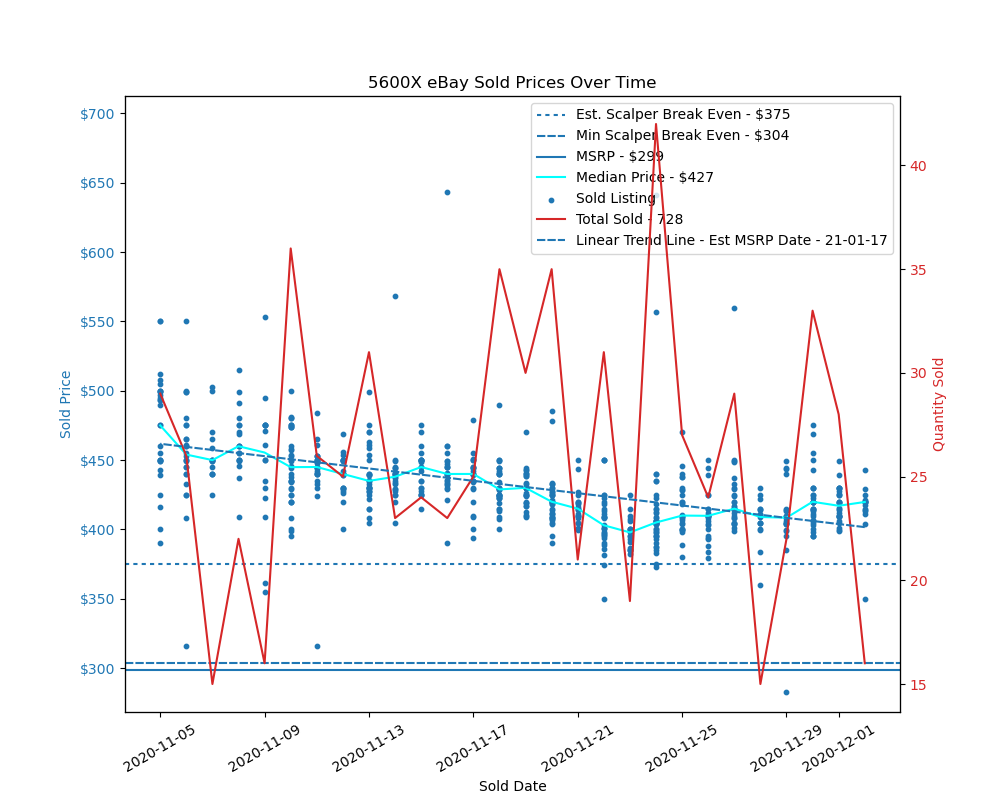 5600X eBay Sold Prices Over Time
Est. Scalper Break Even - $375
Min Scalper Break Even - $304
MSRP - $299
Median Price - $427
Sold Listing
Total Sold - 728
Linear Trend Line - Est MSRP Date - 21-01-17
$700
$650
$600
$550
$500
$450
$400
$350
$300
Sold Price
40
35
30
25
20
15
Quantity Sold
2020-11-05
2020-11-09
2020-11-13
2020-11-17
2020-11-21
2020-11-25
2020-11-29
2020-12-01
Sold Date